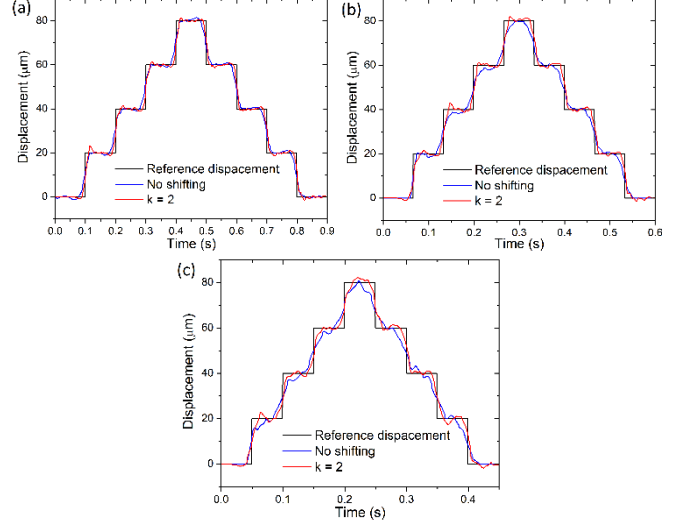 (a)
80
60
40
20
0
Displacement (µm)
Reference dispacement
No shifting
k = 2
0.0 0.1 0.2 0.3 0.4 0.5 0.6 0.7 0.8 0.9
Time (s)
(b)
80
60
40
20
0
Displacement (µm)
Reference dispacement
No shifting
k = 2
0.0 0.1 0.2 0.3 0.4 0.5 0.6
Time (s)
(c)
80
60
40
20
0
Displacement (µm)
Reference dispacement
No shifting
k = 2
0.0 0.1 0.2 0.3 0.4
Time (s)